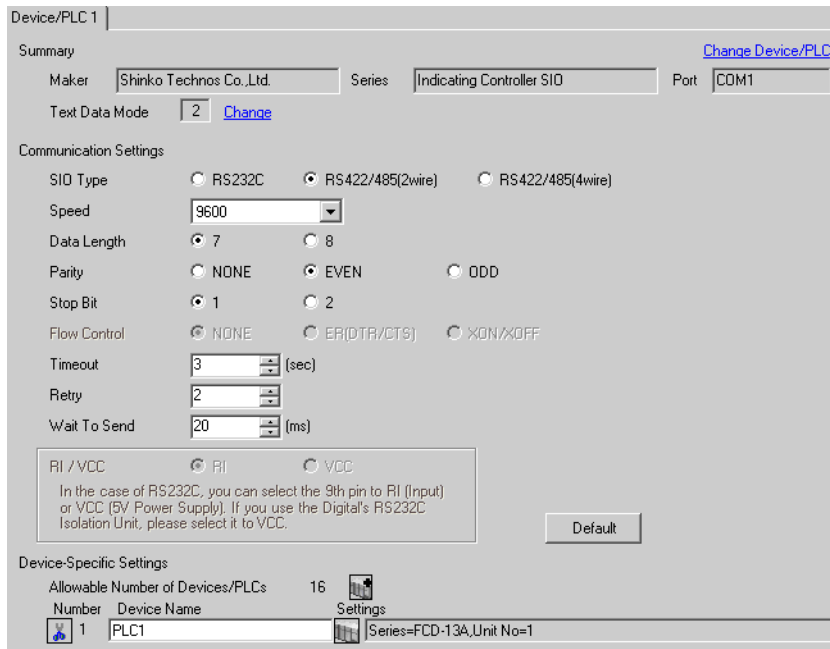 Device/PLC 1
Summary Change Device/PLC
Maker Shinko Technos Co.,Ltd. Series Indicating Controller SIO Port COM1
Text Data Mode 2 Change
Communication Settings
SIO Type RS232C RS422/485(2wire) RS422/485(4wire)
Speed 9600
Data Length 7 8
Parity NONE EVEN ODD
Stop Bit 1 2
Flow Control NONE ER(DTR/CTS) XON/XOFF
Timeout 3 (sec)
Retry 2
Wait To Send 20 (ms)
RI / VCC RI VCC
In the case of RS232C, you can select the 9th pin to RI (Input)
or VCC (5V Power Supply). If you use the Digital's RS232C
Isolation Unit, please select it to VCC.
Default
Device-Specific Settings
Allowable Number of Devices/PLCs 16
Number Device Name Settings
1 PLC1 Series=FCD-13A,Unit No=1